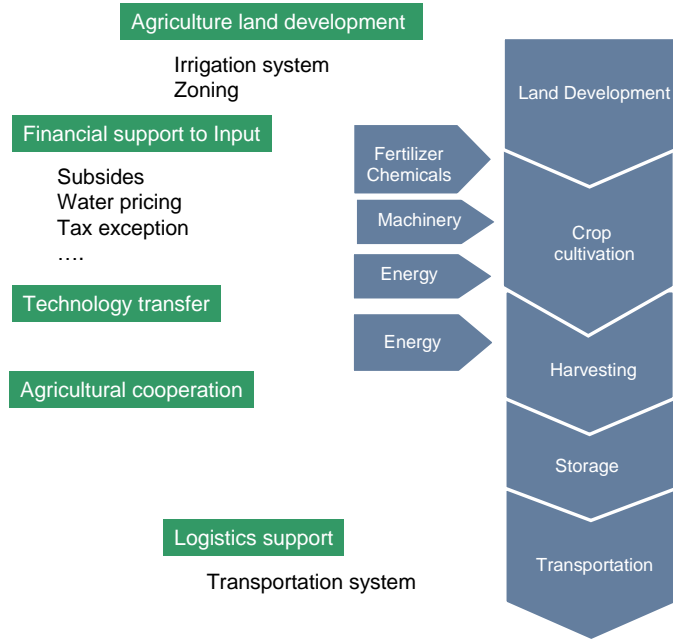 Agriculture land development
Irrigation system
Zoning
Land Development
Financial support to Input
Subsides
Water pricing
Tax exception
….
Fertilizer
Chemicals
Machinery
Energy
Crop
cultivation
Technology transfer
Energy
Harvesting
Agricultural cooperation
Storage
Logistics support
Transportation system
Transportation